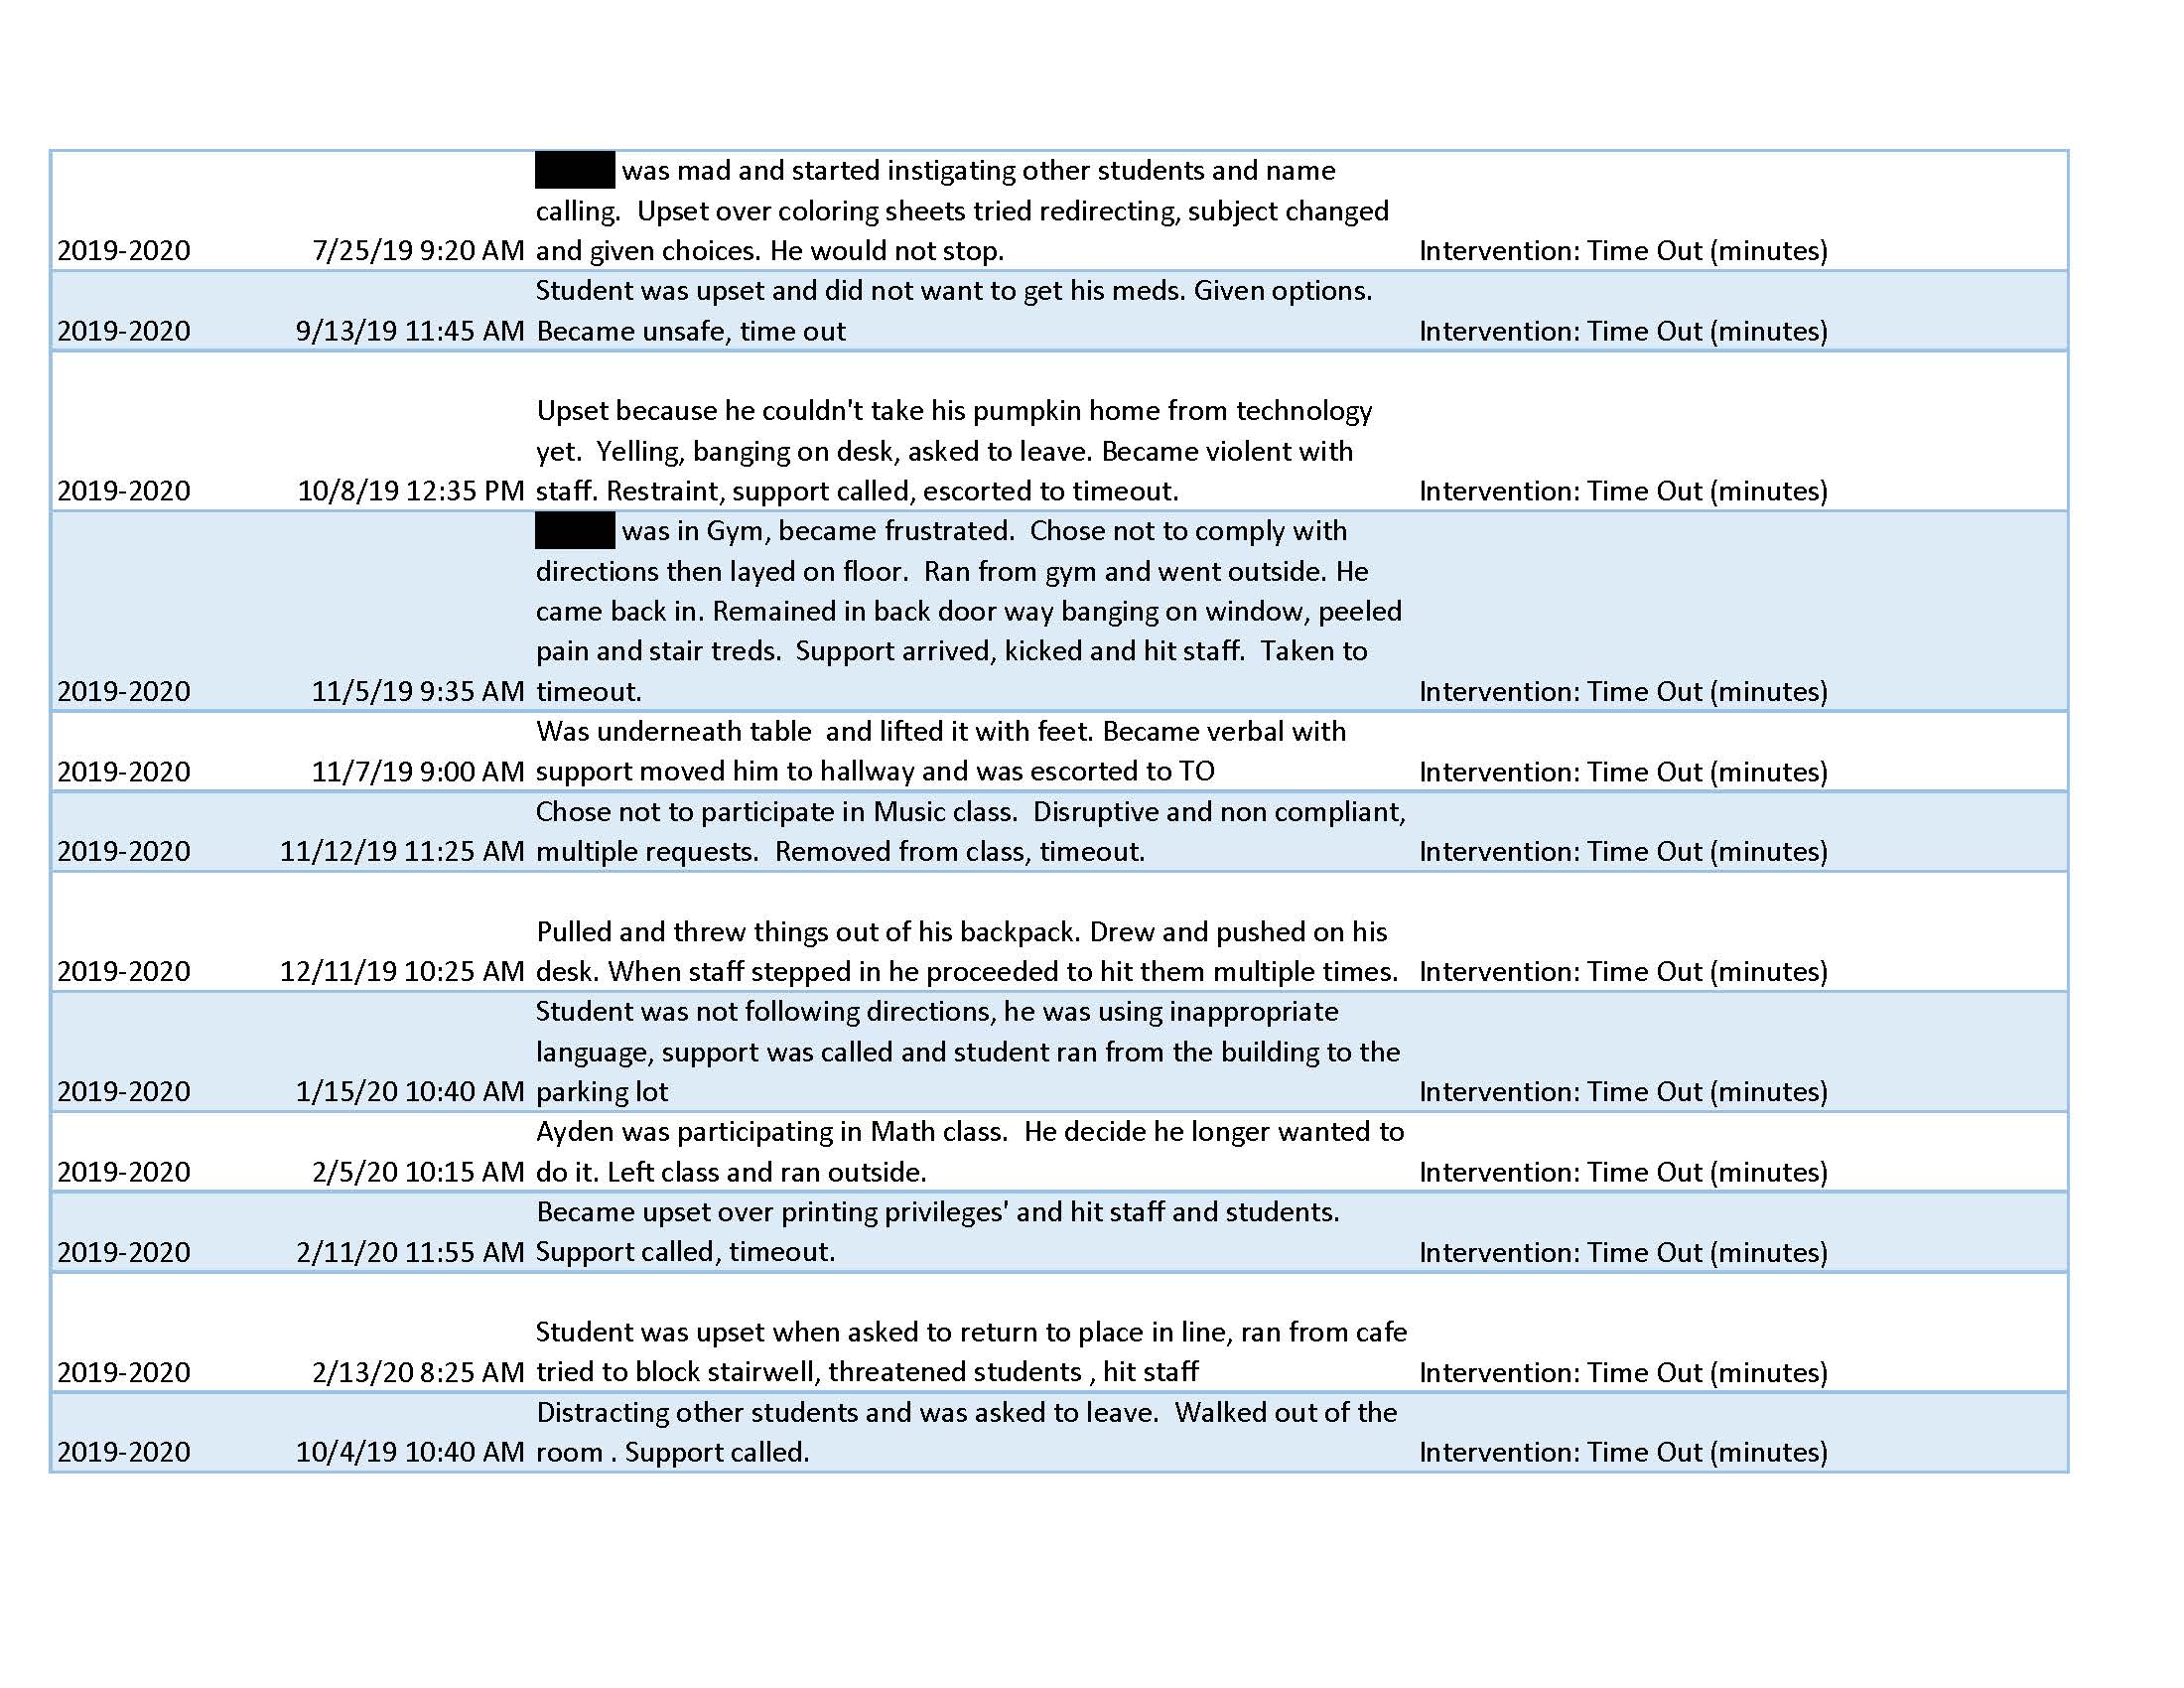 was mad and started instigating other students and name
calling.  Upset over coloring sheets tried redirecting, subject changed
2019-2020 7/25/19 9:20 AM and given choices. He would not stop. Intervention: Time Out (minutes)
Student was upset and did not want to get his meds. Given options.
2019-2020 9/13/19 11:45 AM Became unsafe, time out Intervention: Time Out (minutes)
Upset because he couldn't take his pumpkin home from technology
yet.  Yelling, banging on desk, asked to leave. Became violent with
2019-2020 10/8/19 12:35 PM staff. Restraint, support called, escorted to timeout. Intervention: Time Out (minutes)
was in Gym, became frustrated.  Chose not to comply with
directions then layed on floor.  Ran from gym and went outside. He
came back in. Remained in back door way banging on window, peeled
pain and stair treds.  Support arrived, kicked and hit staff.  Taken to
2019-2020 11/5/19 9:35 AM timeout. Intervention: Time Out (minutes)
Was underneath table  and lifted it with feet. Became verbal with
2019-2020 11/7/19 9:00 AM support moved him to hallway and was escorted to TO Intervention: Time Out (minutes)
Chose not to participate in Music class.  Disruptive and non compliant,
2019-2020 11/12/19 11:25 AM multiple requests.  Removed from class, timeout. Intervention: Time Out (minutes)
Pulled and threw things out of his backpack. Drew and pushed on his
2019-2020 12/11/19 10:25 AM desk. When staff stepped in he proceeded to hit them multiple times. Intervention: Time Out (minutes)
Student was not following directions, he was using inappropriate
language, support was called and student ran from the building to the
2019-2020 1/15/20 10:40 AM parking lot Intervention: Time Out (minutes)
Ayden was participating in Math class.  He decide he longer wanted to
2019-2020 2/5/20 10:15 AM do it. Left class and ran outside. Intervention: Time Out (minutes)
Became upset over printing privileges' and hit staff and students.
2019-2020 2/11/20 11:55 AM Support called, timeout. Intervention: Time Out (minutes)
Student was upset when asked to return to place in line, ran from cafe
2019-2020 2/13/20 8:25 AM tried to block stairwell, threatened students , hit staff Intervention: Time Out (minutes)
Distracting other students and was asked to leave.  Walked out of the
2019-2020 10/4/19 10:40 AM room . Support called. Intervention: Time Out (minutes)